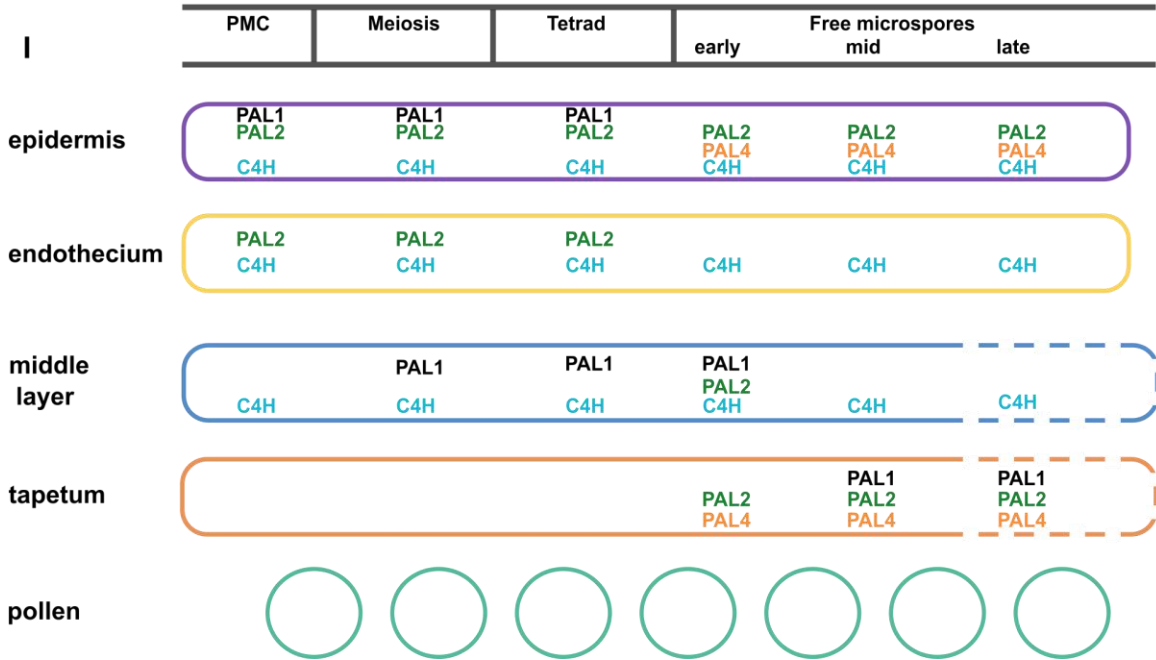 I
PMC Meiosis Tetrad Free microspores
early mid late
epidermis
PAL1 PAL1 PAL1
PAL2 PAL2 PAL2 PAL2 PAL2 PAL2
PAL4 PAL4 PAL4
C4H C4H C4H C4H C4H C4H
endothecium
PAL2 PAL2 PAL2
C4H C4H C4H C4H C4H C4H
middle
layer
PAL1 PAL1 PAL1
PAL2
C4H C4H C4H C4H C4H C4H
tapetum
PAL1 PAL1
PAL2 PAL2 PAL2
PAL4 PAL4 PAL4
pollen